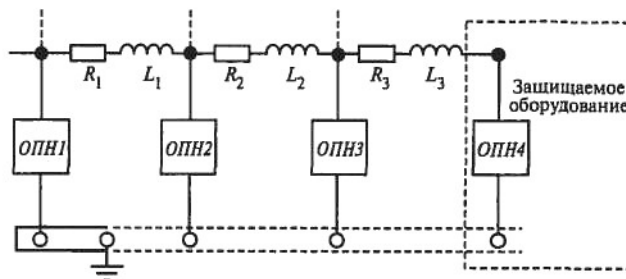 R₁ L₁ R₂ L₂ R₃ L₃
Защищаемое
оборудование
ОПН1 ОПН2 ОПН3 ОПН4